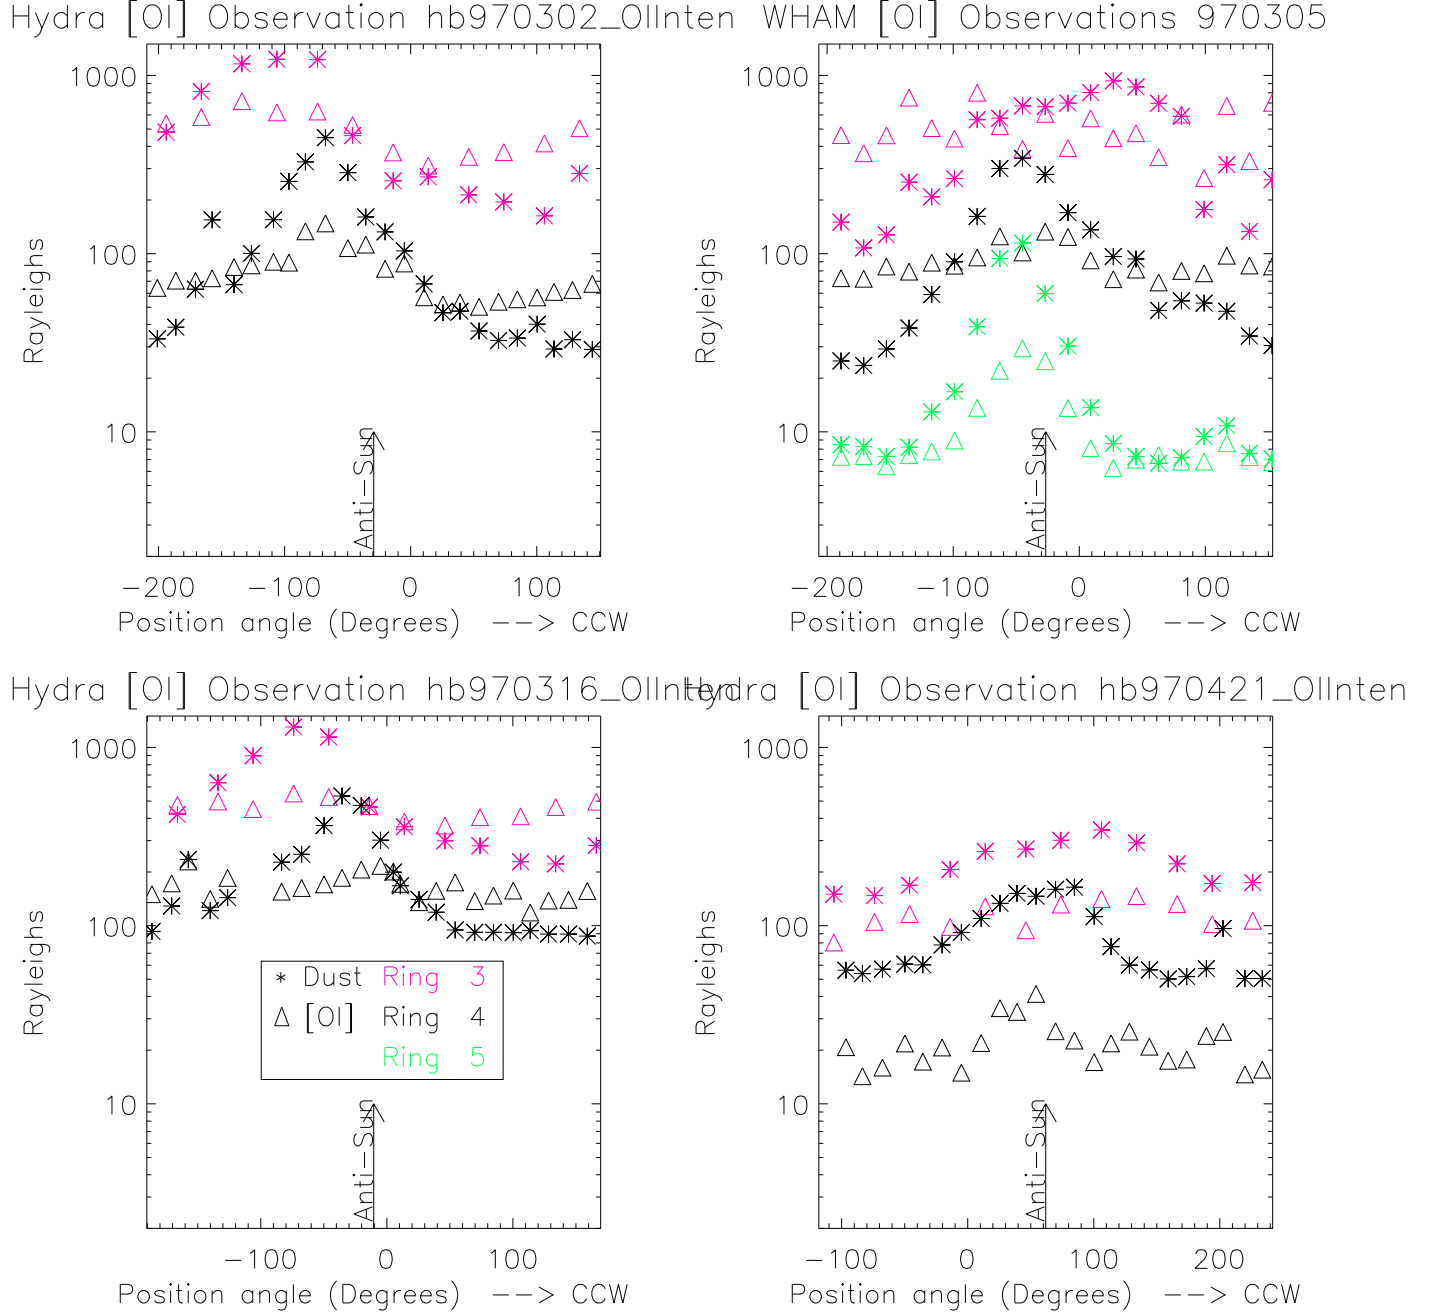 Hydra [OI] Observation hb970302_OIInten
WHAM [OI] Observations 970305
1000
100
10
Rayleighs
Anti-Sun
-200 -100 0 100
Position angle (Degrees) --> CCW
1000
100
10
Rayleighs
Anti-Sun
-200 -100 0 100
Position angle (Degrees) --> CCW
Hydra [OI] Observation hb970316_OIInten
Hydra [OI] Observation hb970421_OIInten
1000
100
10
Rayleighs
Dust Ring 3
[OI] Ring 4
Ring 5
Anti-Sun
-100 0 100
Position angle (Degrees) --> CCW
1000
100
10
Rayleighs
Anti-Sun
-100 0 100 200
Position angle (Degrees) --> CCW